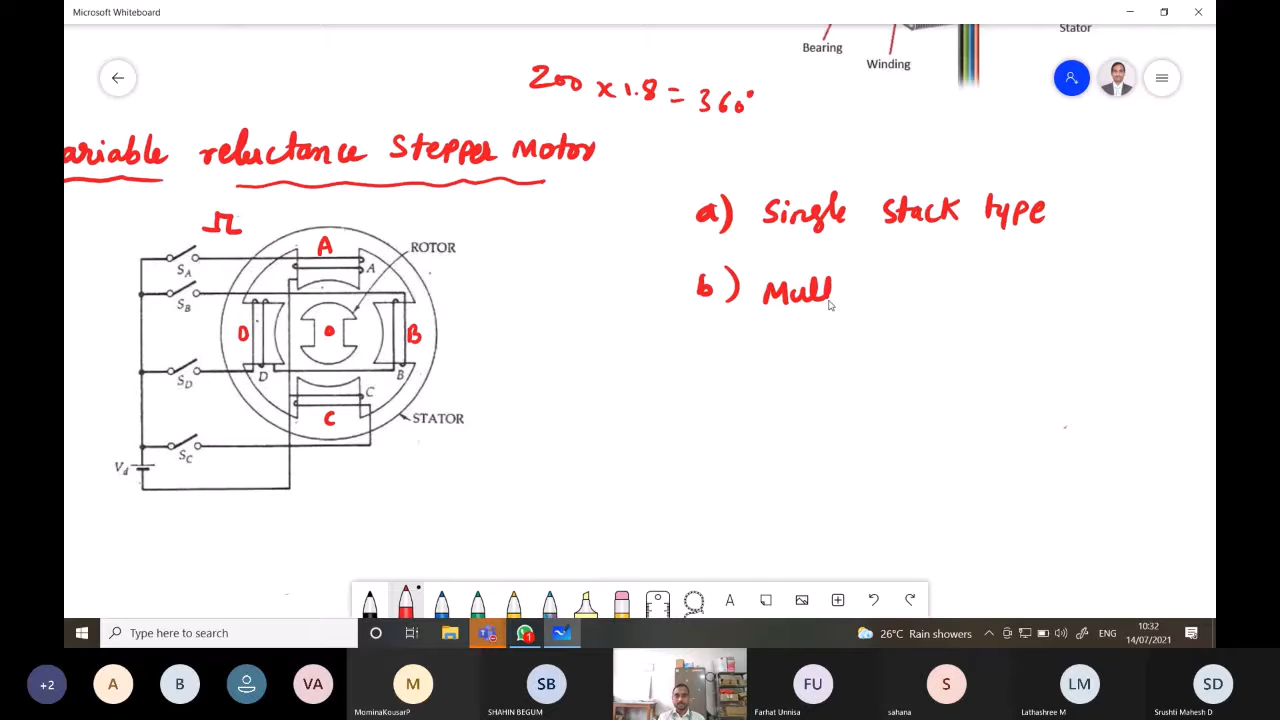 Microsoft Whiteboard
Bearing
Winding
Stator
200 x 1.8 = 360°
ariable reluctance Stepper Motor
a) Single stack type
b) Mull
A
ROTOR
A
SA
SB
D
B
SD
D
B
C
C
STATOR
SC
Vd
A
Type here to search
1
26°C Rain showers
ENG
10:32
14/07/2021
+2
A
B
VA
M
MominaKousarP
SB
SHAHIN BEGUM
FU
Farhat Unnisa
S
sahana
LM
Lathashree M
SD
Srushti Mahesh D